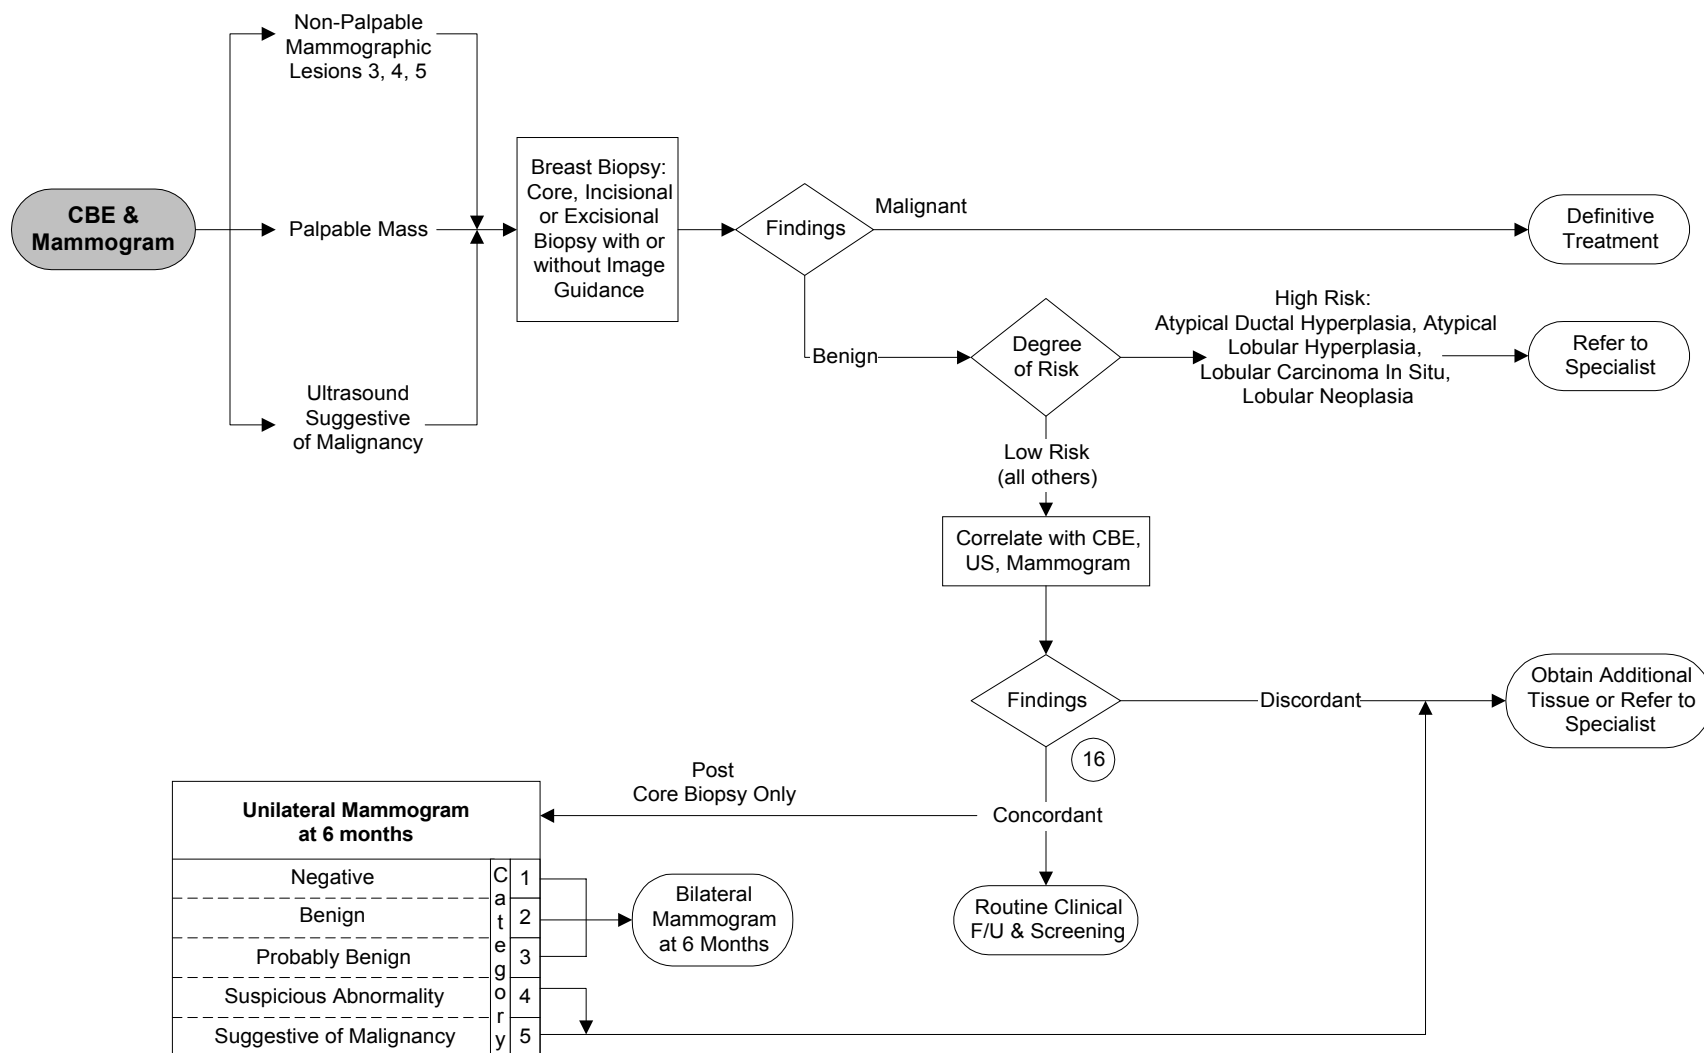 Non-Palpable
Mammographic
Lesions 3, 4, 5
CBE &
Mammogram
Palpable Mass
Ultrasound
Suggestive
of Malignancy
Breast Biopsy:
Core, Incisional
or Excisional
Biopsy with or
without Image
Guidance
Findings
Malignant
Definitive
Treatment
Benign
Degree
of Risk
High Risk:
Atypical Ductal Hyperplasia, Atypical
Lobular Hyperplasia,
Lobular Carcinoma In Situ,
Lobular Neoplasia
Refer to
Specialist
Low Risk
(all others)
Correlate with CBE,
US, Mammogram
Findings
Discordant
Obtain Additional
Tissue or Refer to
Specialist
16
Concordant
Post
Core Biopsy Only
Routine Clinical
F/U & Screening
Unilateral Mammogram
at 6 months
Category
Negative 1
Benign 2
Probably Benign 3
Suspicious Abnormality 4
Suggestive of Malignancy 5
Bilateral
Mammogram
at 6 Months